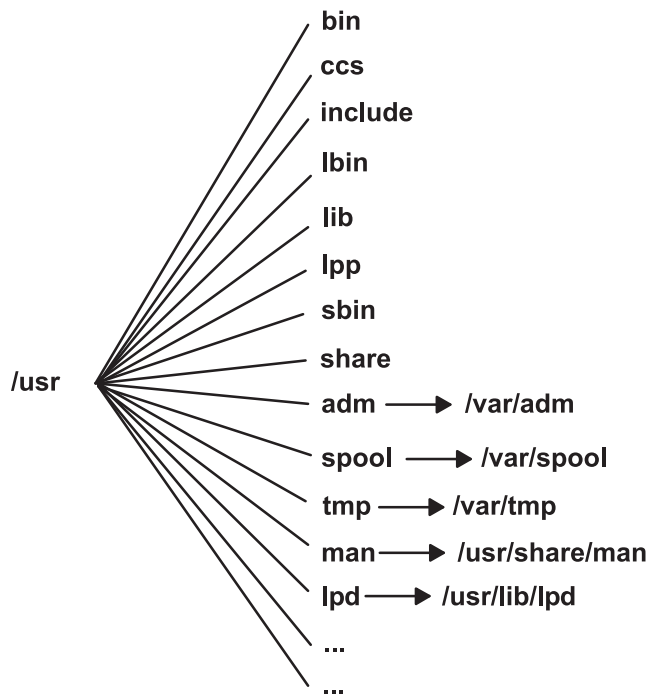 bin
ccs
include
lbin
lib
lpp
sbin
share
/usr
adm /var/adm
spool /var/spool
tmp /var/tmp
man /usr/share/man
lpd /usr/lib/lpd
...
...